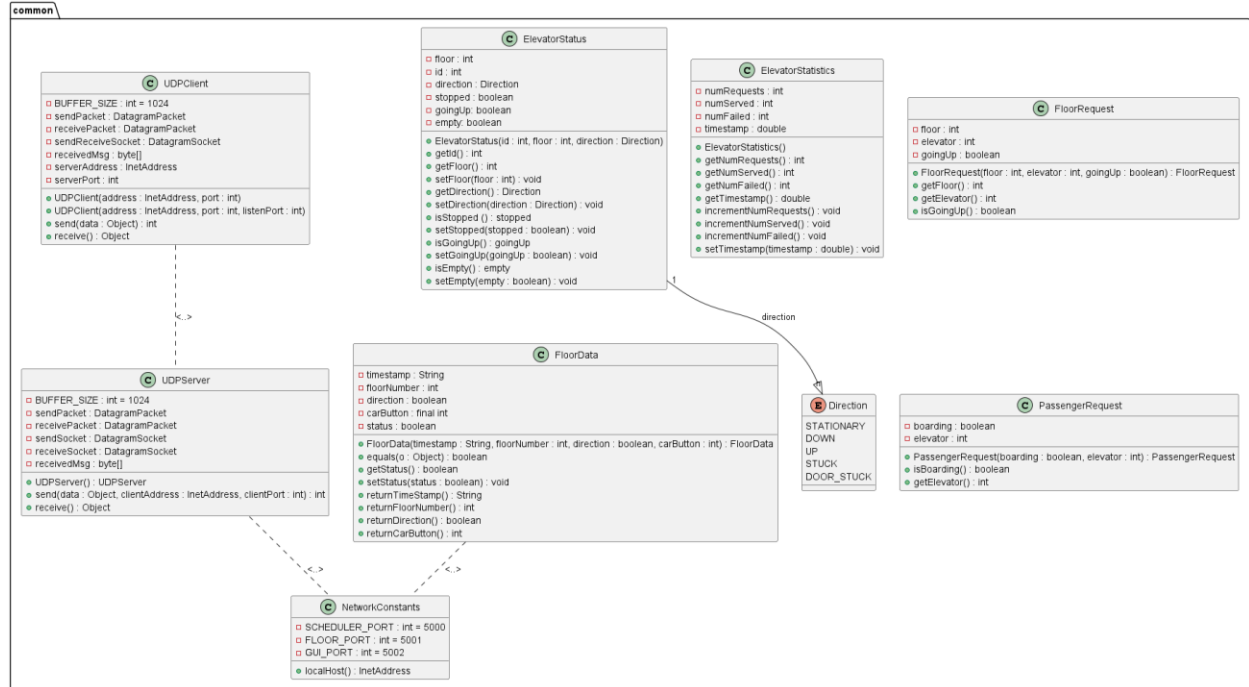 common
C UDPClient
BUFFER_SIZE : int = 1024
sendPacket : DatagramPacket
receivePacket : DatagramPacket
sendReceiveSocket : DatagramSocket
receivedMsg : byte[]
serverAddress : InetAddress
serverPort : int
UDPClient(address : InetAddress, port : int)
UDPClient(address : InetAddress, port : int, listenPort : int)
send(data : Object) : int
receive() : Object
C ElevatorStatus
floor : int
id : int
direction : Direction
stopped : boolean
goingUp: boolean
empty: boolean
ElevatorStatus(id : int, floor : int, direction : Direction)
getId() : int
getFloor() : int
setFloor(floor : int) : void
getDirection() : Direction
setDirection(direction : Direction) : void
isStopped () : stopped
setStopped(stopped : boolean) : void
isGoingUp() : goingUp
setGoingUp(goingUp : boolean) : void
isEmpty() : empty
setEmpty(empty : boolean) : void
C ElevatorStatistics
numRequests : int
numServed : int
numFailed : int
timestamp : double
ElevatorStatistics()
getNumRequests() : int
getNumServed() : int
getNumFailed() : int
getTimestamp() : double
incrementNumRequests() : void
incrementNumServed() : void
incrementNumFailed() : void
setTimestamp(timestamp : double) : void
C FloorRequest
floor : int
elevator : int
goingUp : boolean
FloorRequest(floor : int, elevator : int, goingUp : boolean) : FloorRequest
getFloor() : int
getElevator() : int
isGoingUp() : boolean
1
direction
<..>
C UDPServer
BUFFER_SIZE : int = 1024
sendPacket : DatagramPacket
receivePacket : DatagramPacket
sendSocket : DatagramSocket
receiveSocket : DatagramSocket
receivedMsg : byte[]
UDPServer() : UDPServer
send(data : Object, clientAddress : InetAddress, clientPort : int) : int
receive() : Object
C FloorData
timestamp : String
floorNumber : int
direction : boolean
carButton : final int
status : boolean
FloorData(timestamp : String, floorNumber : int, direction : boolean, carButton : int) : FloorData
equals(o : Object) : boolean
getStatus() : boolean
setStatus(status : boolean) : void
returnTimeStamp() : String
returnFloorNumber() : int
returnDirection() : boolean
returnCarButton() : int
E Direction
STATIONARY
DOWN
UP
STUCK
DOOR_STUCK
C PassengerRequest
boarding : boolean
elevator : int
PassengerRequest(boarding : boolean, elevator : int) : PassengerRequest
isBoarding() : boolean
getElevator() : int
<..>
<..>
C NetworkConstants
SCHEDULER_PORT : int = 5000
FLOOR_PORT : int = 5001
GUI_PORT : int = 5002
localHost() : InetAddress